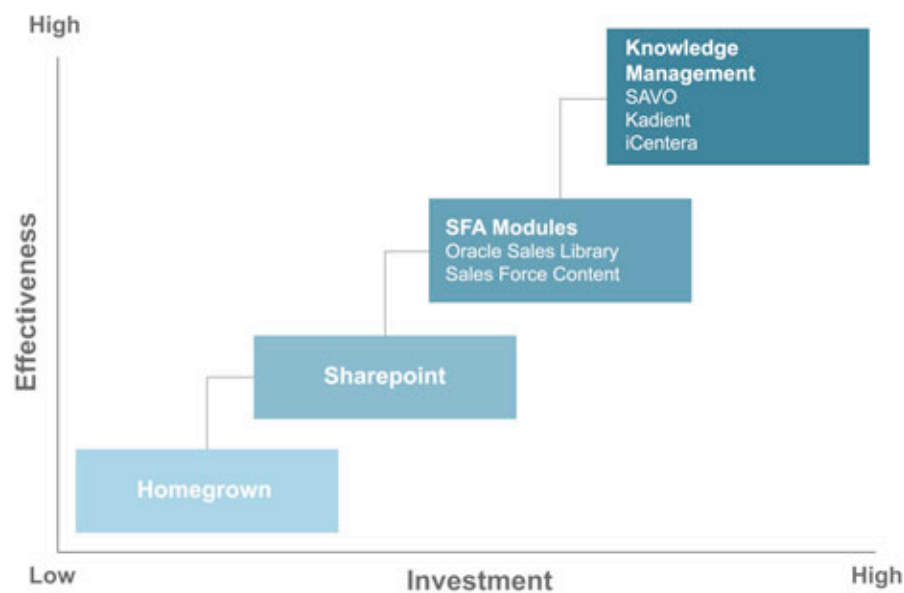 High
Knowledge
Management
SAVO
Kadient
iCentera
SFA Modules
Oracle Sales Library
Sales Force Content
Effectiveness
Sharepoint
Homegrown
Low
Investment
High